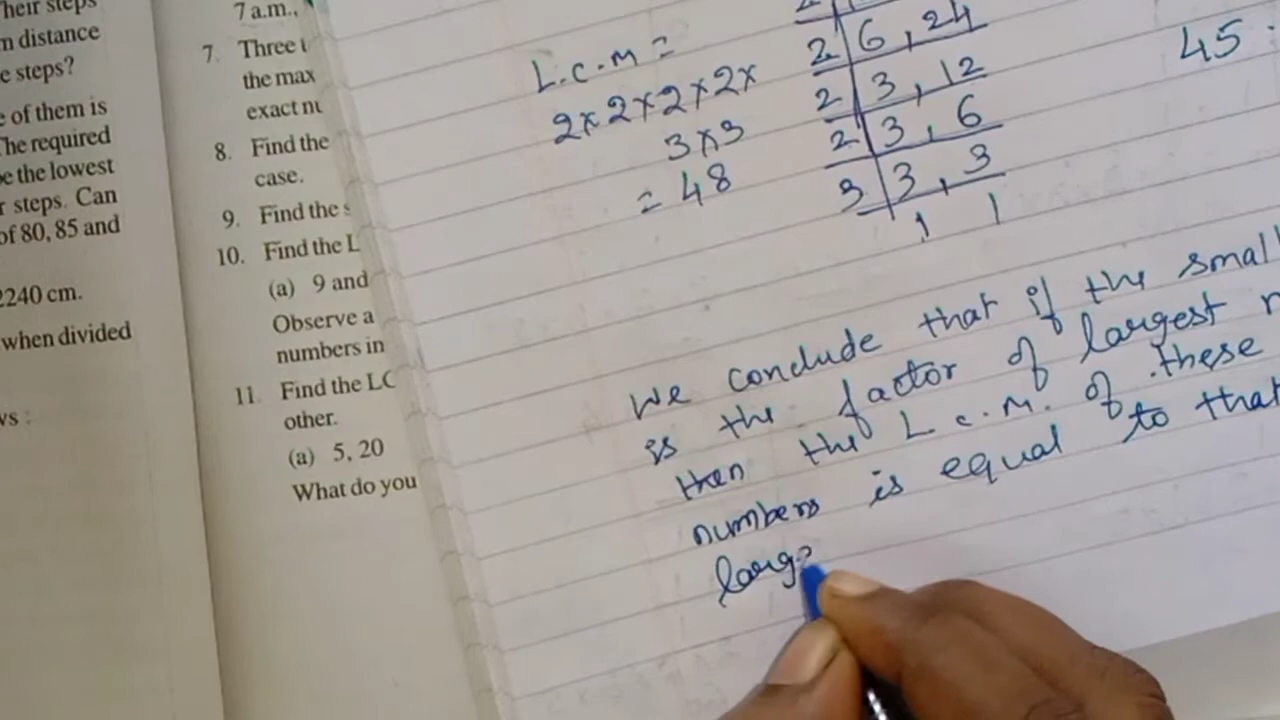 Their steps
m distance
e steps?
e of them is
The required
be the lowest
r steps. Can
of 80, 85 and
2240 cm.
when divided
ws :
7 a.m.,
7. Three t
the max
exact nu
8. Find the
case.
9. Find the s
10. Find the L
(a) 9 and
Observe a
numbers in
11. Find the LC
other.
(a) 5, 20
What do you
L.C.M =
2×2×2×2×
3×3
= 48
2 6, 24
2 3, 12
2 3, 6
3 3, 3
1 1
45
We conclude that if the small
is the factor of largest n
then the L.C.M. of these
numbers is equal to that
large